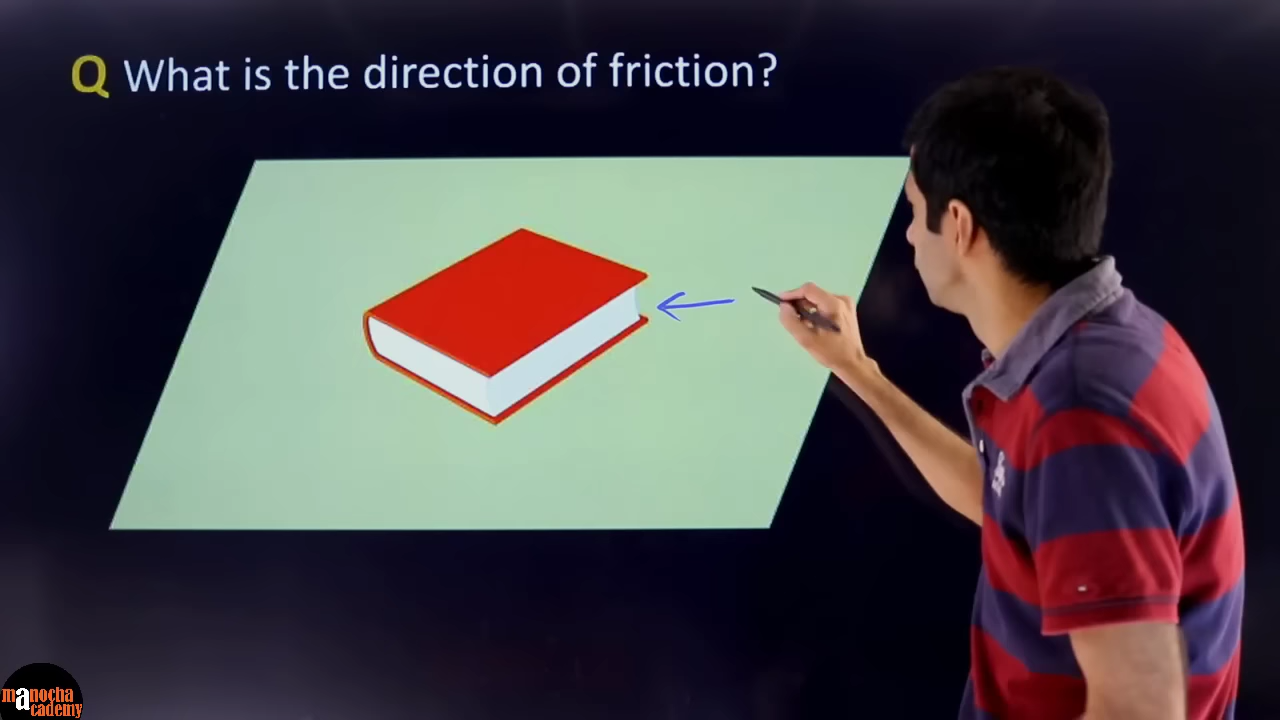 Q What is the direction of friction?
manocha
academy